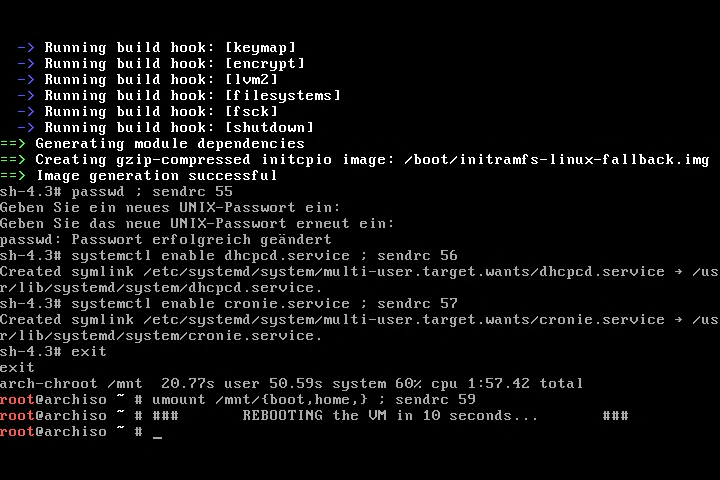 -> Running build hook: [keymap]
-> Running build hook: [encrypt]
-> Running build hook: [lvm2]
-> Running build hook: [filesystems]
-> Running build hook: [fsck]
-> Running build hook: [shutdown]
==> Generating module dependencies
==> Creating gzip-compressed initcpio image: /boot/initramfs-linux-fallback.img
==> Image generation successful
sh-4.3# passwd ; sendrc 55
Geben Sie ein neues UNIX-Passwort ein:
Geben Sie das neue UNIX-Passwort erneut ein:
passwd: Passwort erfolgreich geändert
sh-4.3# systemctl enable dhcpcd.service ; sendrc 56
Created symlink /etc/systemd/system/multi-user.target.wants/dhcpcd.service → /us
r/lib/systemd/system/dhcpcd.service.
sh-4.3# systemctl enable cronie.service ; sendrc 57
Created symlink /etc/systemd/system/multi-user.target.wants/cronie.service → /us
r/lib/systemd/system/cronie.service.
sh-4.3# exit
exit
arch-chroot /mnt  20.77s user 50.59s system 60% cpu 1:57.42 total
root@archiso ~ # umount /mnt/{boot,home,} ; sendrc 59
root@archiso ~ # ###       REBOOTING the VM in 10 seconds...       ###
root@archiso ~ # _